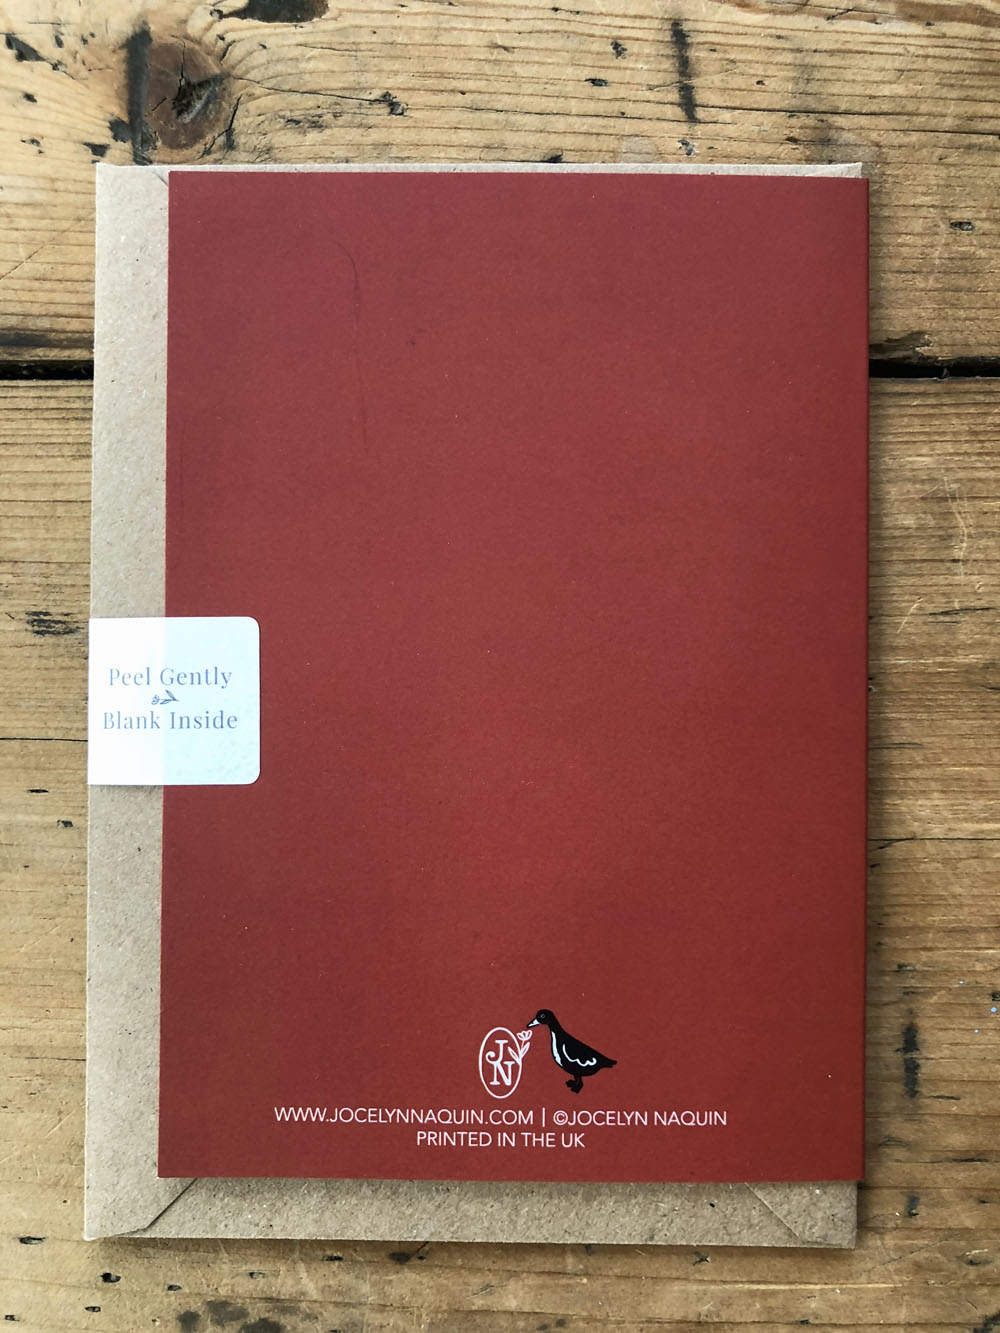 Peel Gently
Blank Inside
JN
WWW.JOCELYNNAQUIN.COM | ©JOCELYN NAQUIN
PRINTED IN THE UK